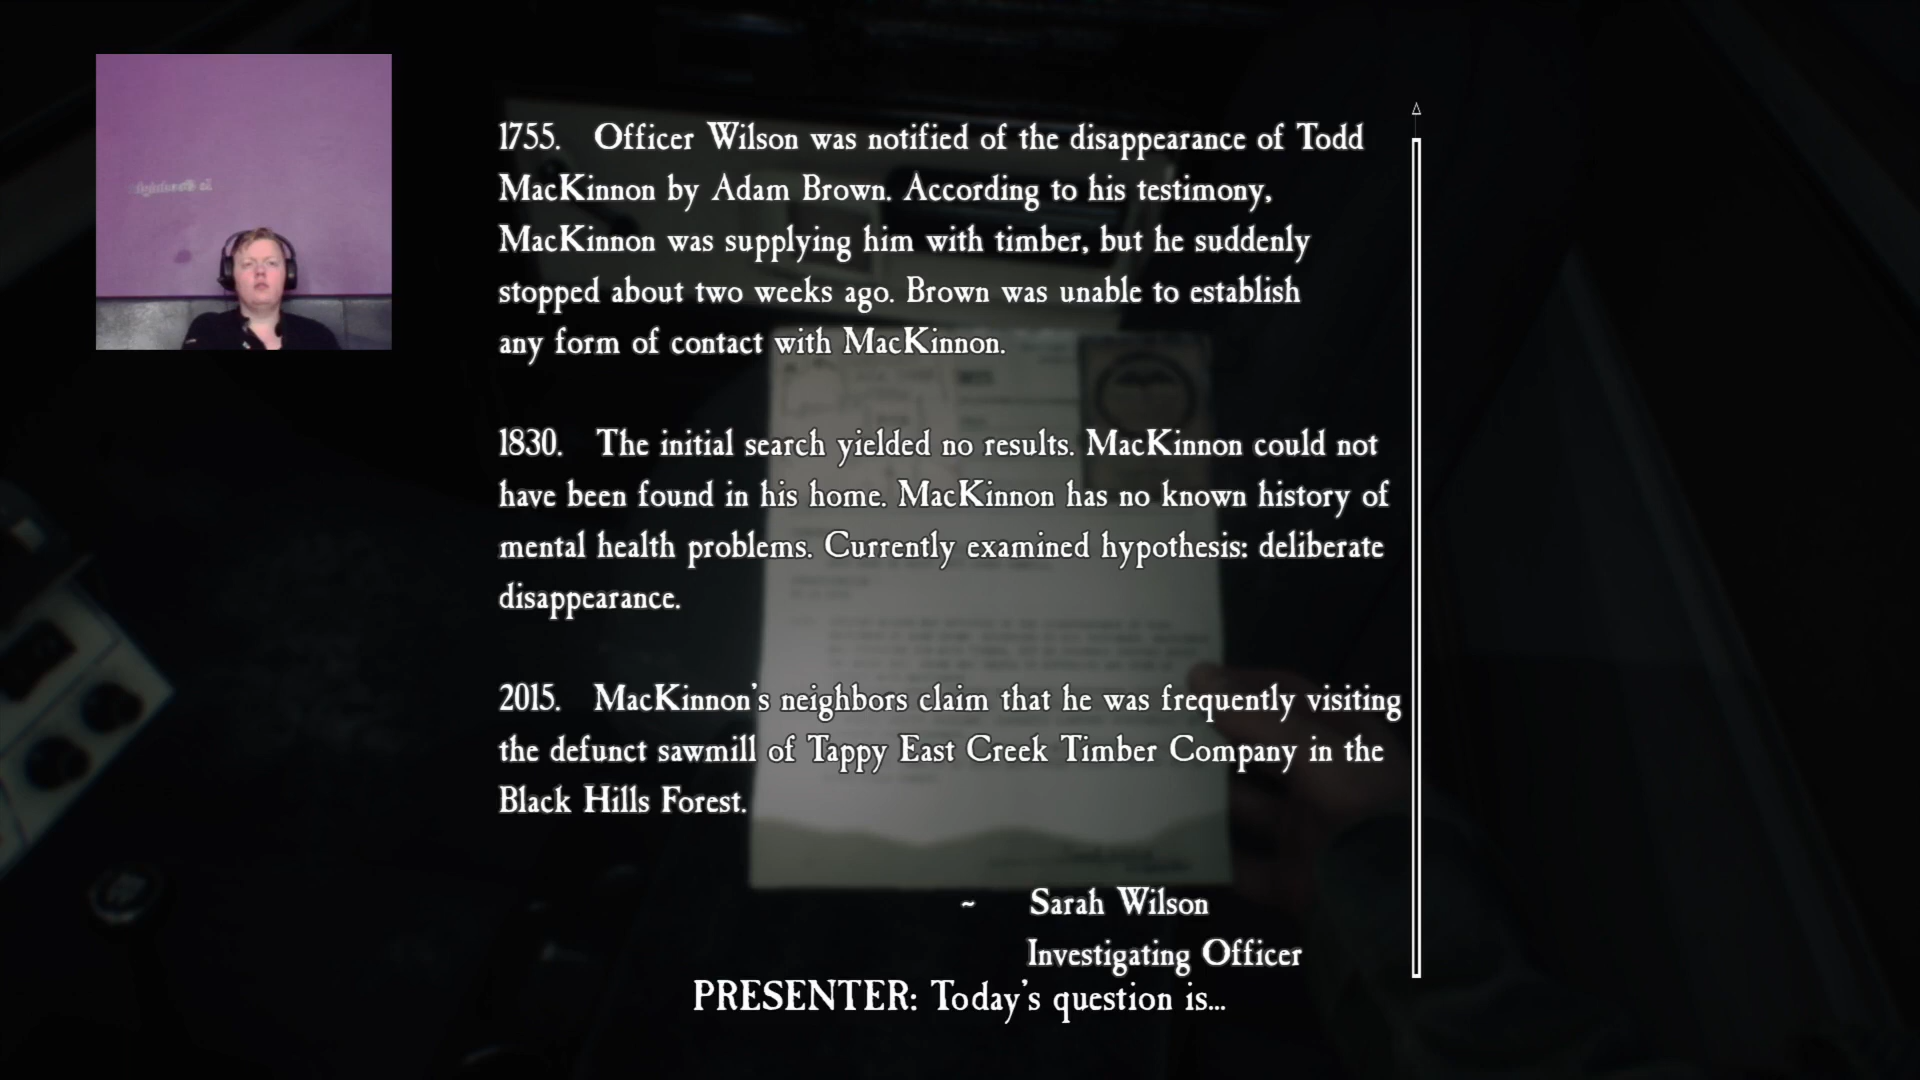 1755. Officer Wilson was notified of the disappearance of Todd
MacKinnon by Adam Brown. According to his testimony,
MacKinnon was supplying him with timber, but he suddenly
stopped about two weeks ago. Brown was unable to establish
any form of contact with MacKinnon.
1830. The initial search yielded no results. MacKinnon could not
have been found in his home. MacKinnon has no known history of
mental health problems. Currently examined hypothesis: deliberate
disappearance.
2015. MacKinnon's neighbors claim that he was frequently visiting
the defunct sawmill of Tappy East Creek Timber Company in the
Black Hills Forest.
~ Sarah Wilson
Investigating Officer
PRESENTER: Today's question is...